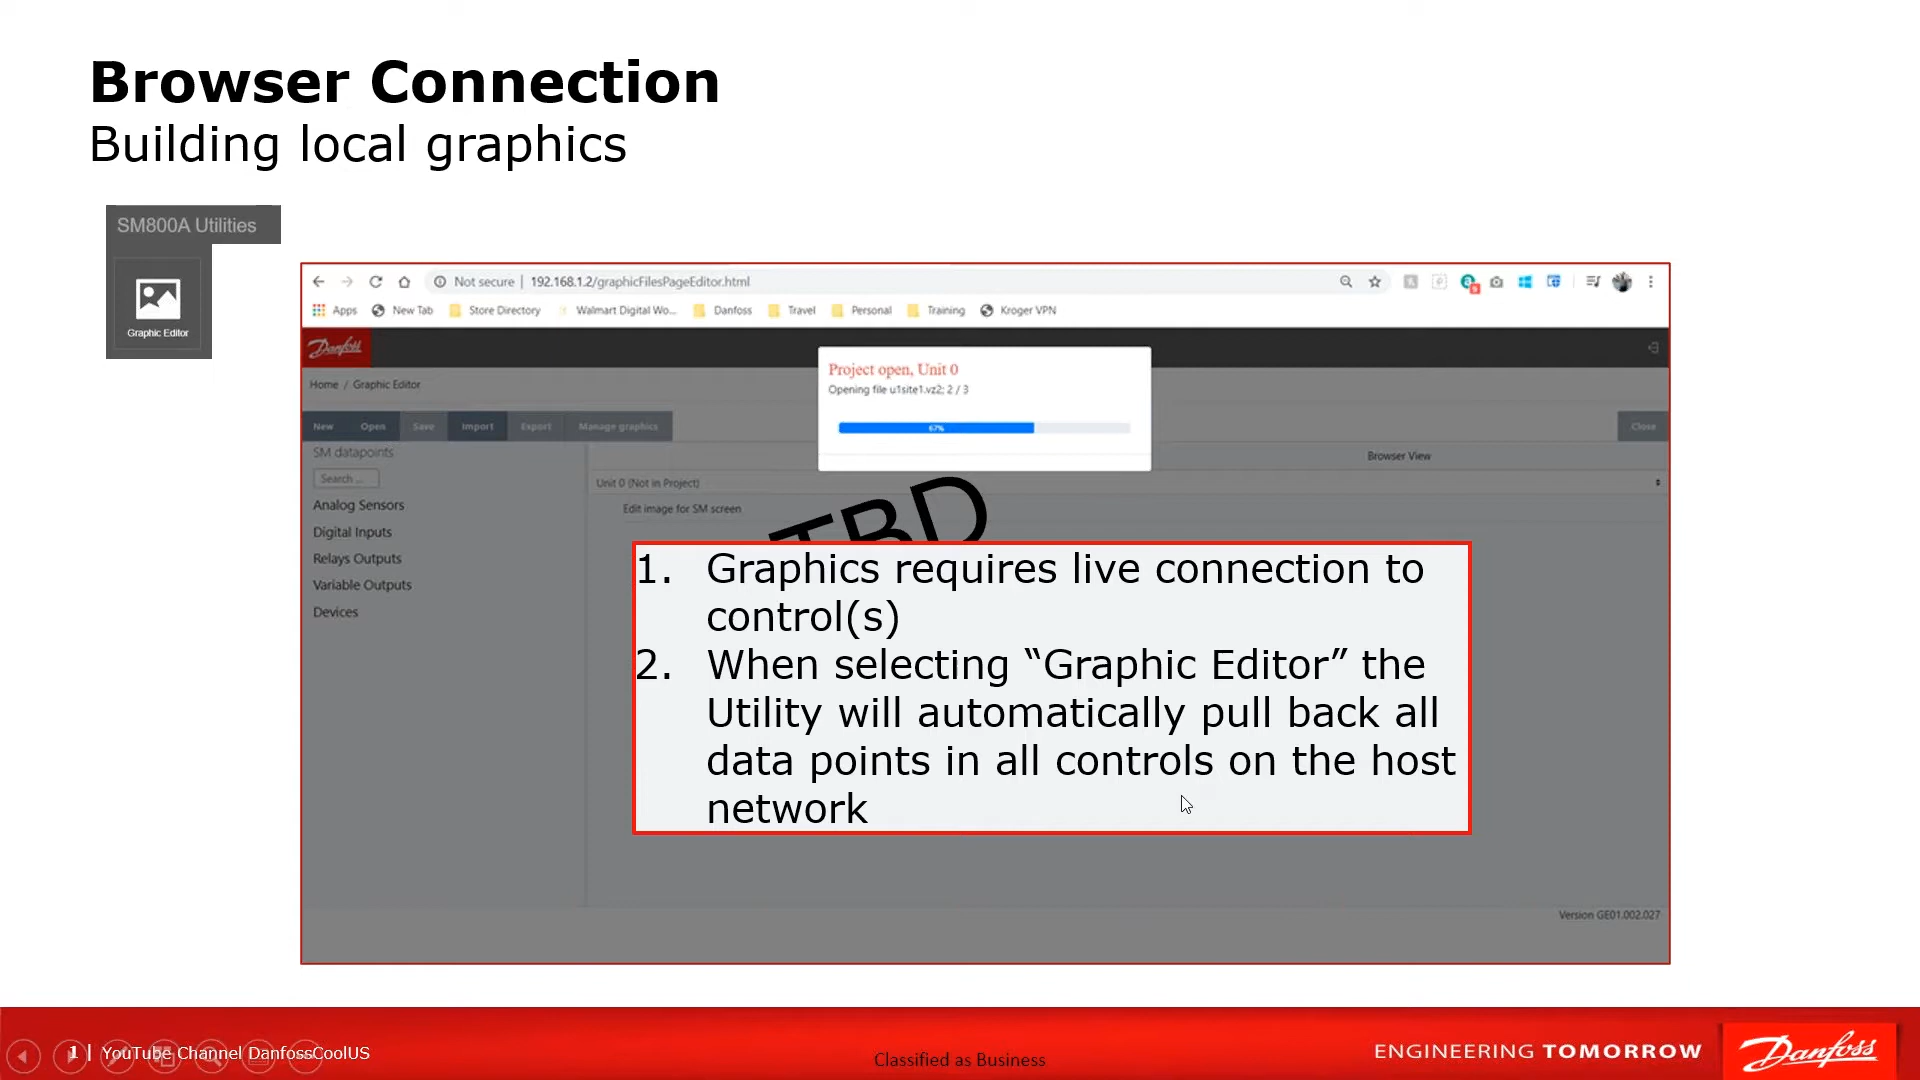 Browser Connection
Building local graphics
SM800A Utilities
Graphic Editor
Not secure | 192.168.1.2/graphicFilesPageEditor.html
Apps New Tab Store Directory Walmart Digital Wo... Danfoss Travel Personal Training Kroger VPN
Danfoss
Project open, Unit 0
Opening file u1site1.vz2; 2 / 3
67%
Home / Graphic Editor
New Open Save Import Export Manage graphics Close
SM datapoints
Browser View
Search ...
Unit 0 (Not in Project)
Analog Sensors
Edit image for SM screen
Digital Inputs
Relays Outputs
Variable Outputs
Devices
TBD
1. Graphics requires live connection to
control(s)
2. When selecting “Graphic Editor” the
Utility will automatically pull back all
data points in all controls on the host
network
Version GE01.002.027
1 | YouTube Channel DanfossCoolUS
Classified as Business
ENGINEERING TOMORROW
Danfoss